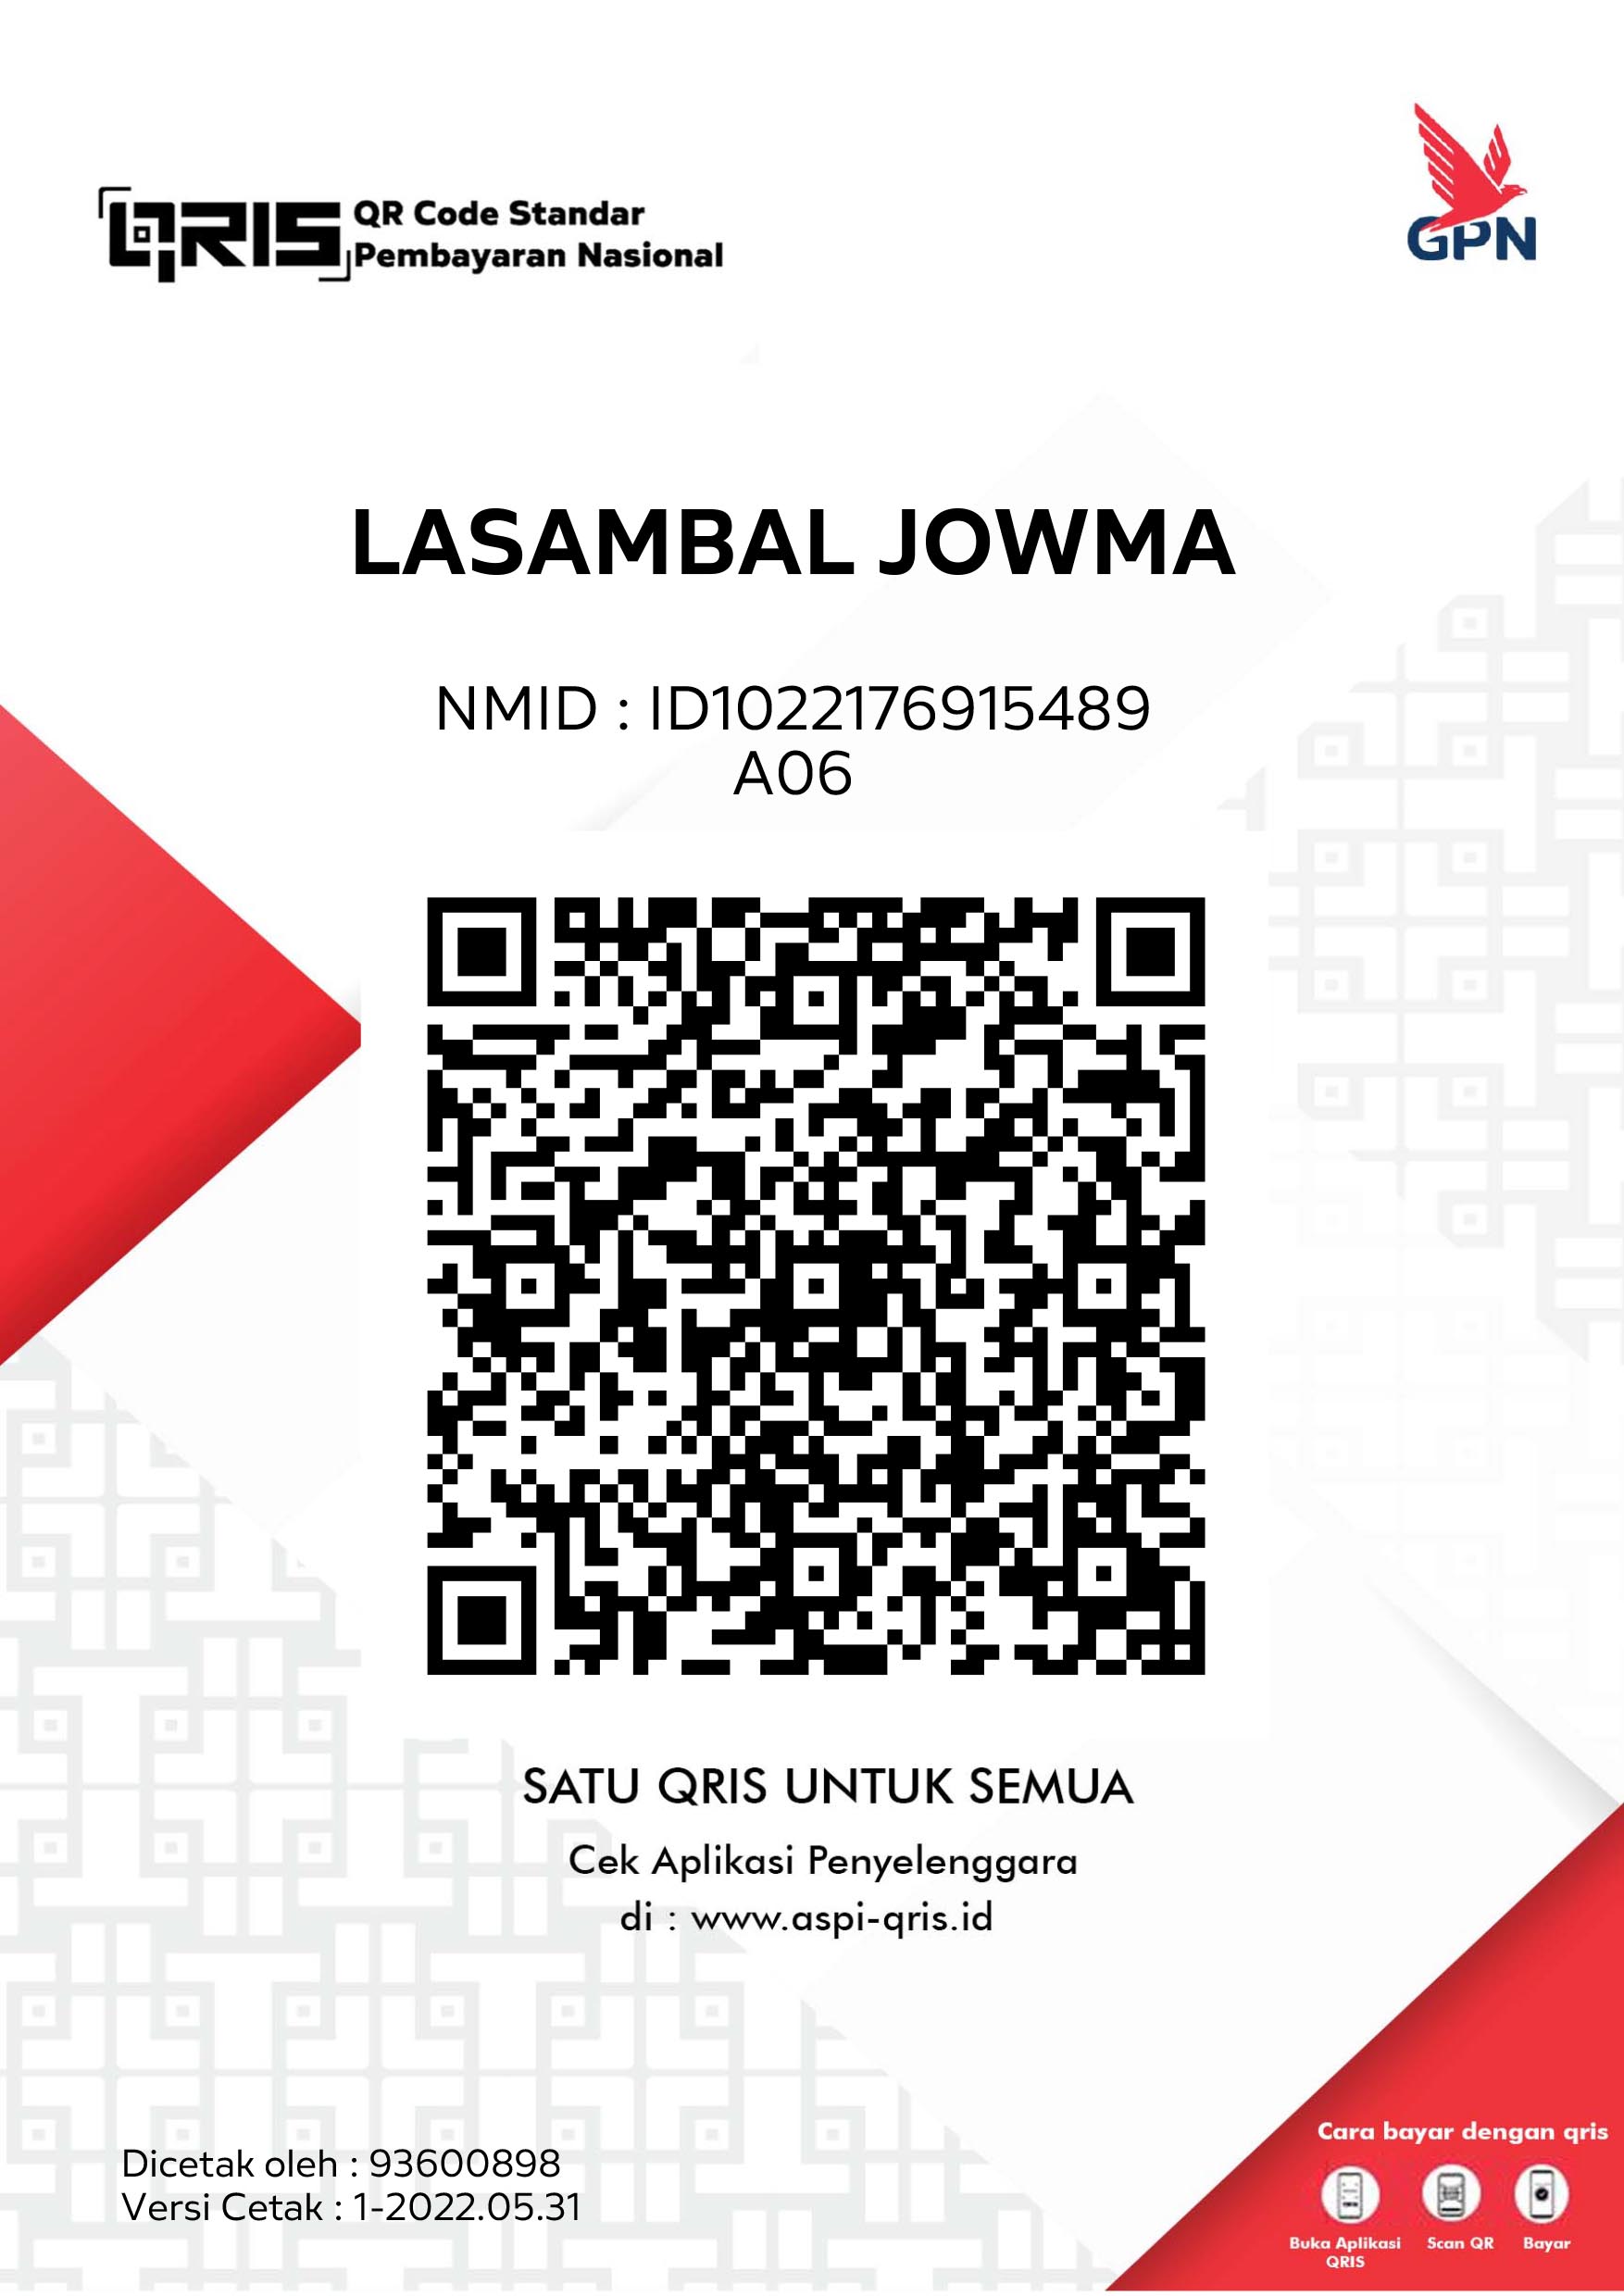 QRIS QR Code Standar
Pembayaran Nasional
GPN
LASAMBAL JOWMA
NMID : ID1022176915489
A06
SATU QRIS UNTUK SEMUA
Cek Aplikasi Penyelenggara
di : www.aspi-qris.id
Dicetak oleh : 93600898
Versi Cetak : 1-2022.05.31
Cara bayar dengan qris
Buka Aplikasi
QRIS
Scan QR
Bayar